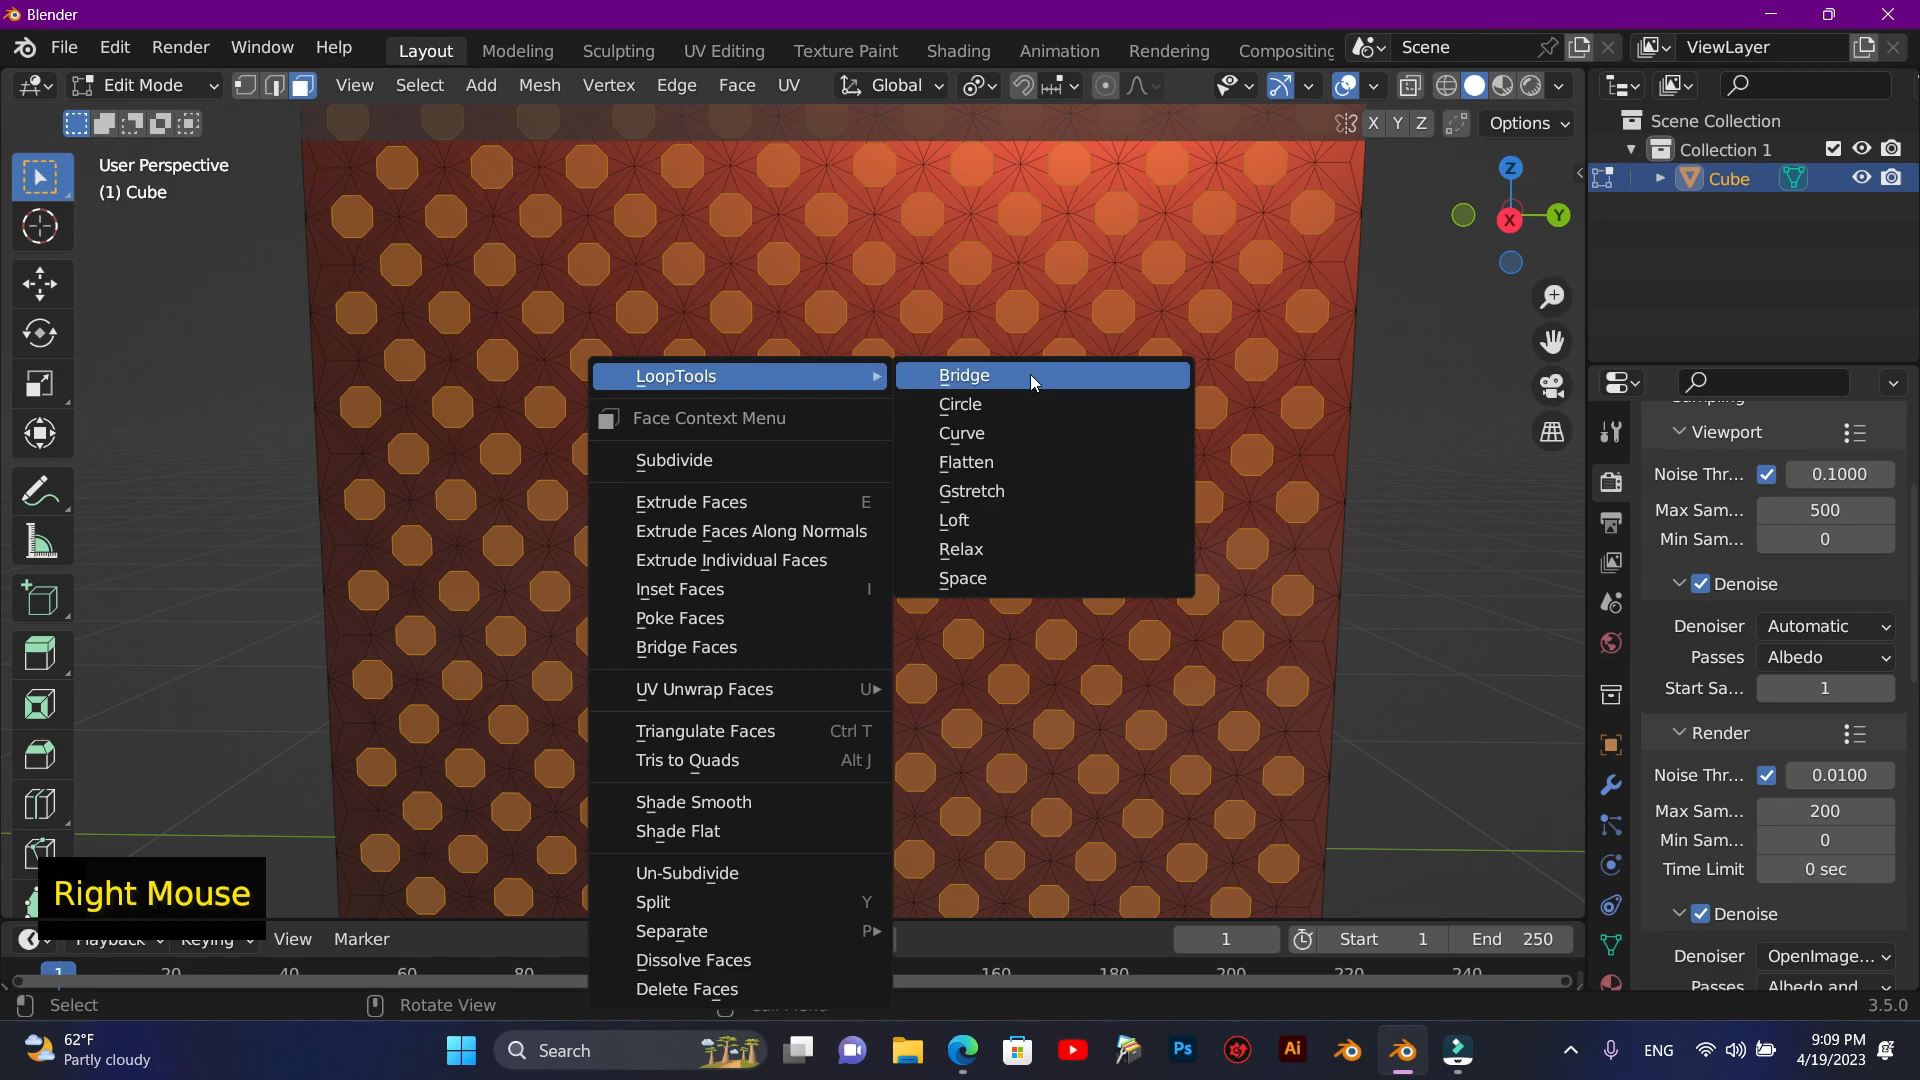 Blender
File Edit Render Window Help Layout Modeling Sculpting UV Editing Texture Paint Shading Animation Rendering Compositing Scene ViewLayer
Edit Mode View Select Add Mesh Vertex Edge Face UV Global
X Y Z Options
Scene Collection
Collection 1
Cube
User Perspective
(1) Cube
Z
X
Y
LoopTools
Face Context Menu
Subdivide
Extrude Faces E
Extrude Faces Along Normals
Extrude Individual Faces
Inset Faces I
Poke Faces
Bridge Faces
UV Unwrap Faces U
Triangulate Faces Ctrl T
Tris to Quads Alt J
Shade Smooth
Shade Flat
Un-Subdivide
Split Y
Separate P
Dissolve Faces
Delete Faces
Bridge
Circle
Curve
Flatten
Gstretch
Loft
Relax
Space
Viewport
Noise Thr... 0.1000
Max Sam... 500
Min Sam... 0
Denoise
Denoiser Automatic
Passes Albedo
Start Sa... 1
Render
Noise Thr... 0.0100
Max Sam... 200
Min Sam... 0
Time Limit 0 sec
Denoise
Denoiser OpenImage...
Passes Albedo and
Right Mouse
Playback Keying View Marker 1 Start 1 End 250
1 20 40 60 80 160 180 200 220 240
Select Rotate View 3.5.0
62°F
Partly cloudy
Search
Ps
Ai
ENG
9:09 PM
4/19/2023